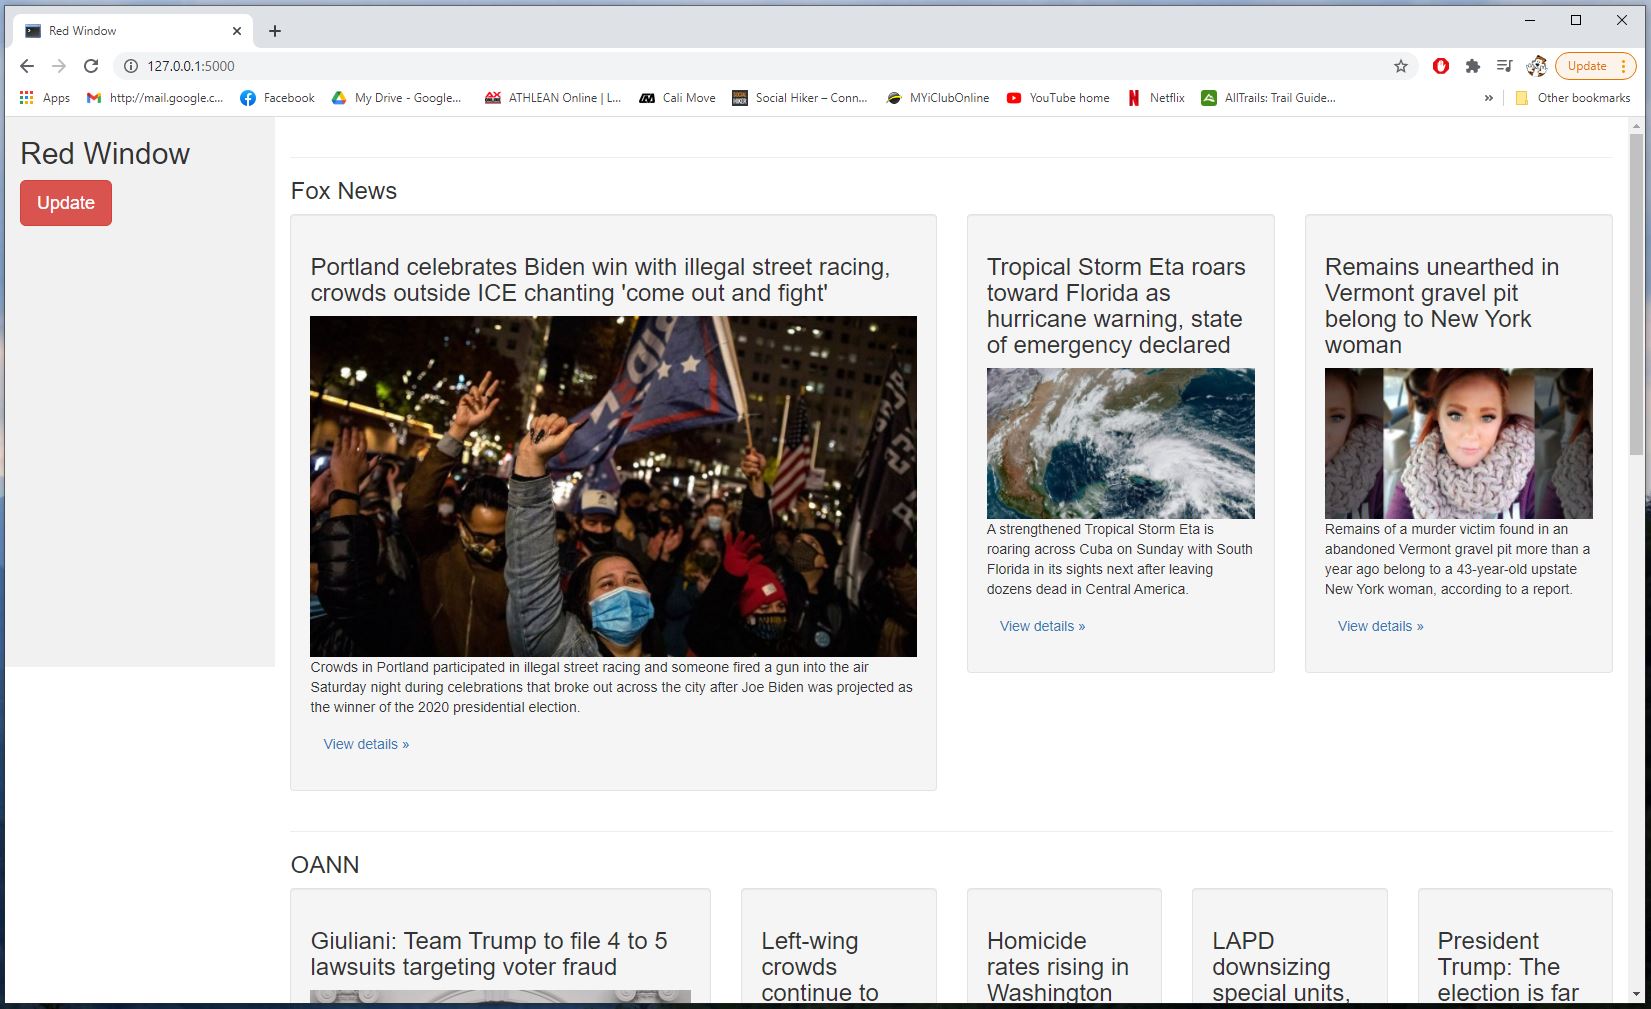 Red Window
127.0.0.1:5000
Update
Apps
http://mail.google.c...
Facebook
My Drive - Google...
ATHLEAN Online | L...
Cali Move
Social Hiker – Conn...
MYiClubOnline
YouTube home
Netflix
AllTrails: Trail Guide...
»
Other bookmarks
Red Window
Update
Fox News
Portland celebrates Biden win with illegal street racing,
crowds outside ICE chanting 'come out and fight'
Crowds in Portland participated in illegal street racing and someone fired a gun into the air
Saturday night during celebrations that broke out across the city after Joe Biden was projected as
the winner of the 2020 presidential election.
View details »
Tropical Storm Eta roars
toward Florida as
hurricane warning, state
of emergency declared
A strengthened Tropical Storm Eta is
roaring across Cuba on Sunday with South
Florida in its sights next after leaving
dozens dead in Central America.
View details »
Remains unearthed in
Vermont gravel pit
belong to New York
woman
Remains of a murder victim found in an
abandoned Vermont gravel pit more than a
year ago belong to a 43-year-old upstate
New York woman, according to a report.
View details »
OANN
Giuliani: Team Trump to file 4 to 5
lawsuits targeting voter fraud
Left-wing
crowds
continue to
Homicide
rates rising in
Washington
LAPD
downsizing
special units,
President
Trump: The
election is far